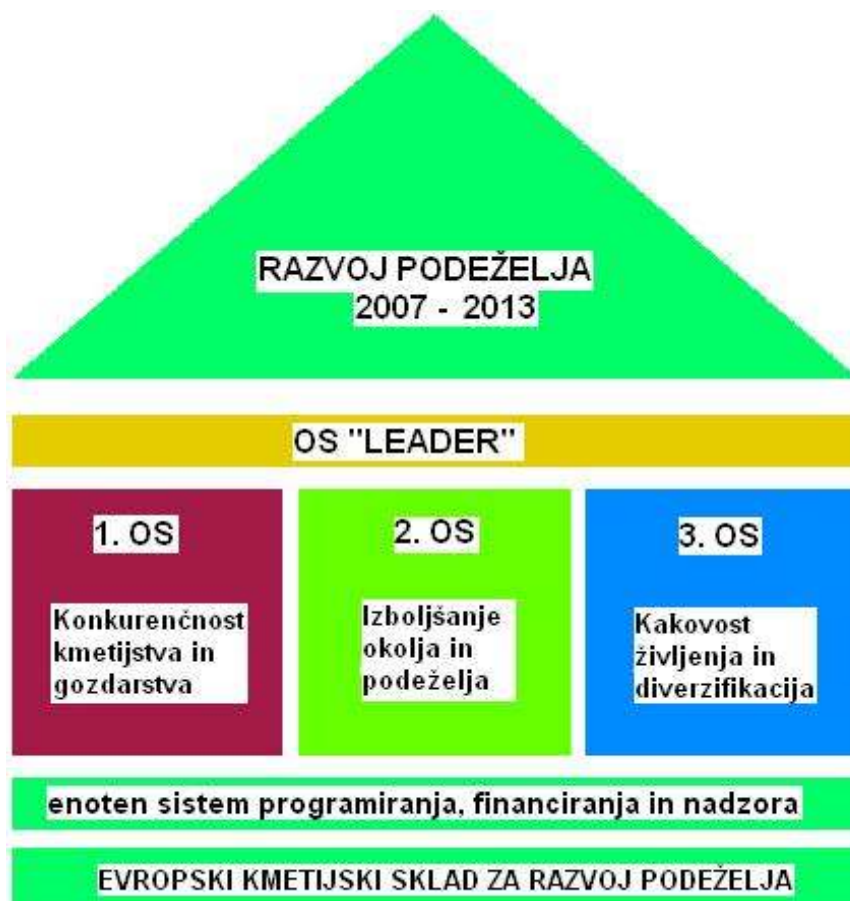 RAZVOJ PODEŽELJA
2007 - 2013
OS "LEADER"
1. OS
Konkurenčnost
kmetijstva in
gozdarstva
2. OS
Izboljšanje
okolja in
podeželja
3. OS
Kakovost
življenja in
diverzifikacija
enoten sistem programiranja, financiranja in nadzora
EVROPSKI KMETIJSKI SKLAD ZA RAZVOJ PODEŽELJA